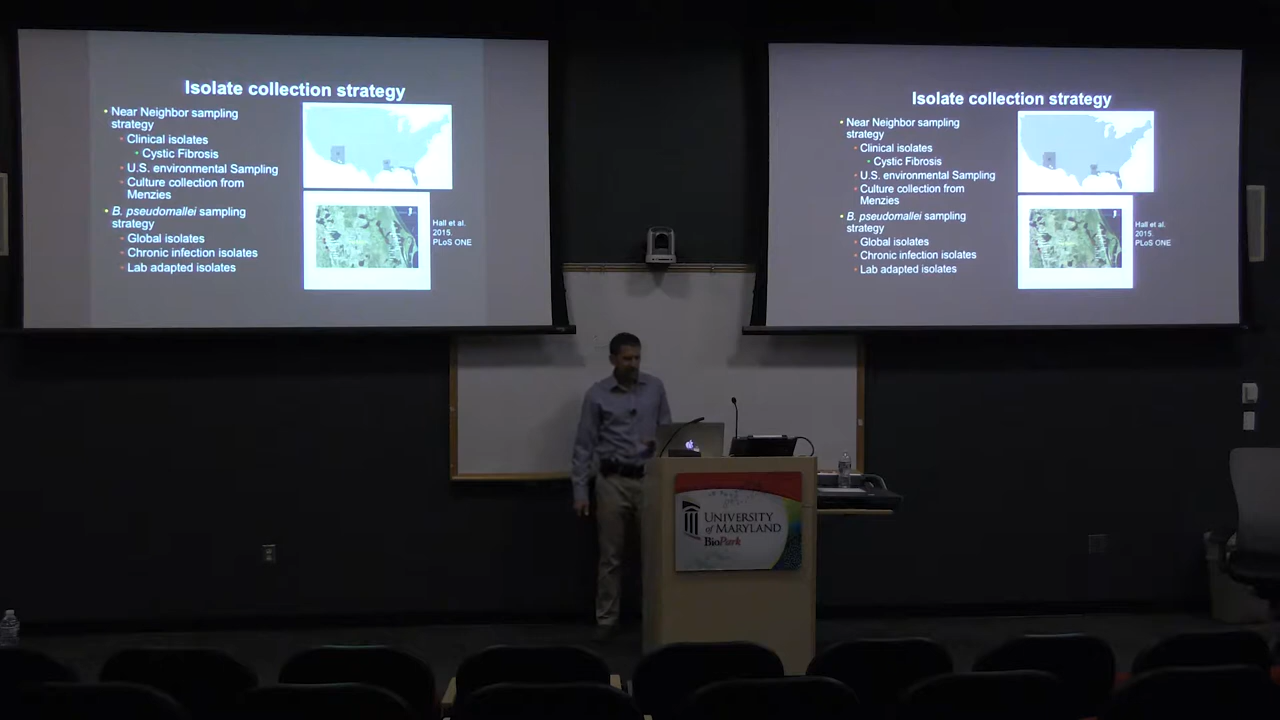 Isolate collection strategy
• Near Neighbor sampling
strategy
• Clinical isolates
• Cystic Fibrosis
• U.S. environmental Sampling
• Culture collection from
Menzies
• B. pseudomallei sampling
strategy
• Global isolates
• Chronic infection isolates
• Lab adapted isolates
Hall et al.
2015.
PLoS ONE
Isolate collection strategy
• Near Neighbor sampling
strategy
• Clinical isolates
• Cystic Fibrosis
• U.S. environmental Sampling
• Culture collection from
Menzies
• B. pseudomallei sampling
strategy
• Global isolates
• Chronic infection isolates
• Lab adapted isolates
Hall et al.
2015.
PLoS ONE
UNIVERSITY
of MARYLAND
BioPark